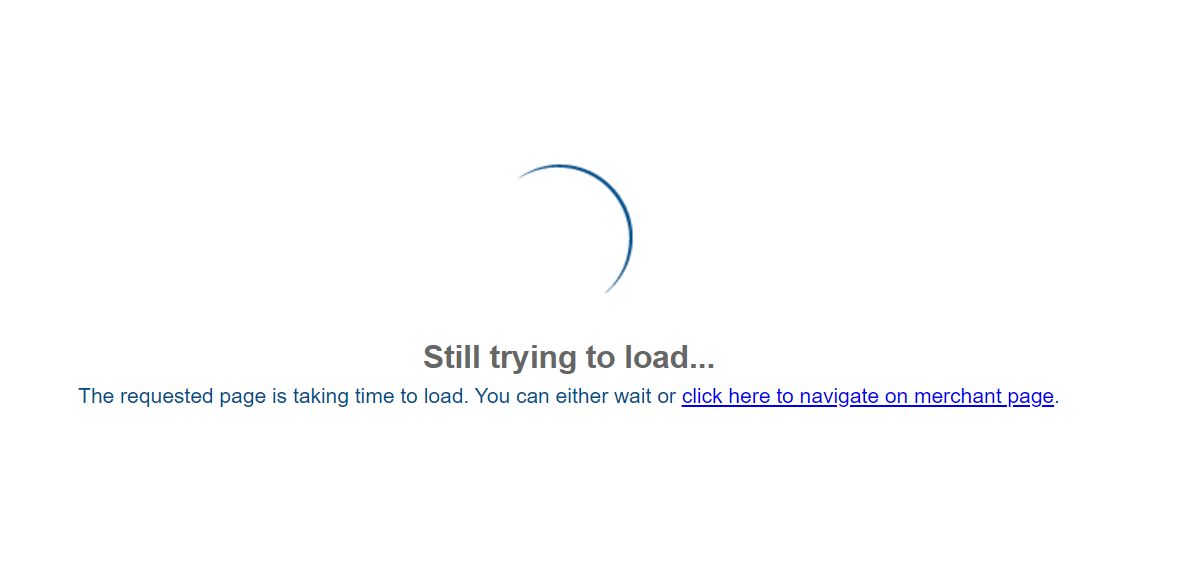 Still trying to load...
The requested page is taking time to load. You can either wait or click here to navigate on merchant page.